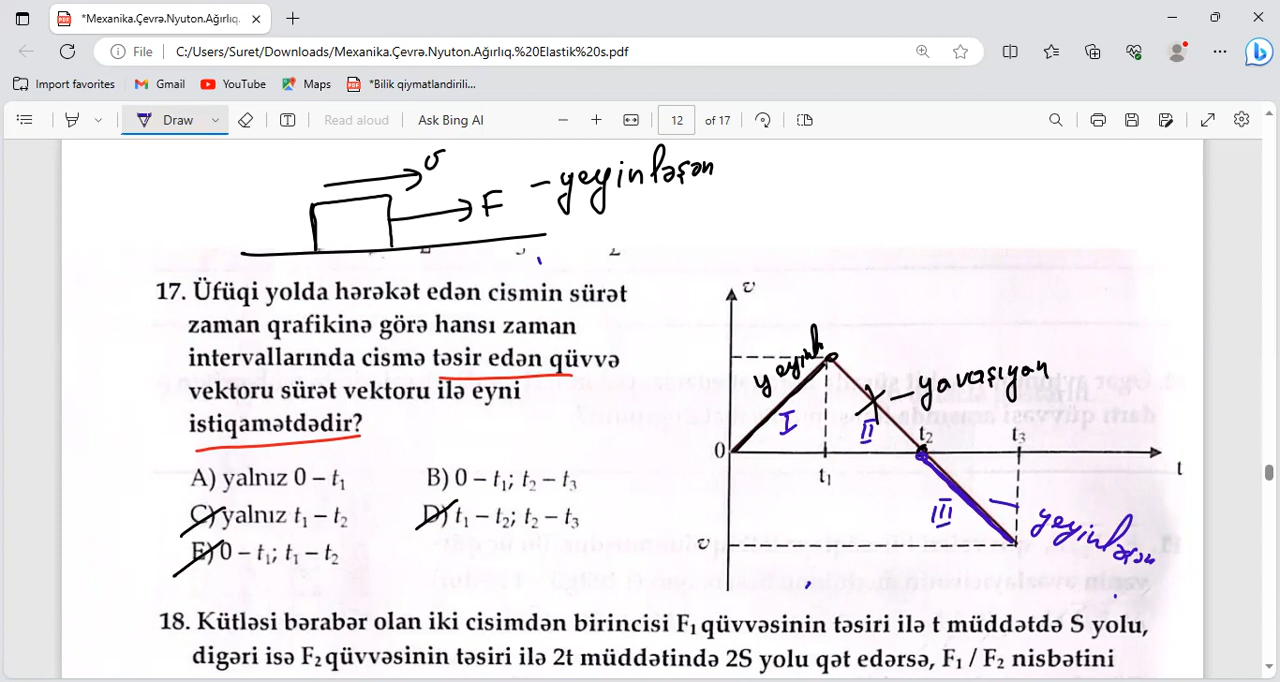 *Mexanika.Çevrə.Nyuton.Ağırlıq.
File
C:/Users/Suret/Downloads/Mexanika.Çevrə.Nyuton.Ağırlıq.%20Elastik%20s.pdf
Import favorites
Gmail
YouTube
Maps
*Bilik qiymatlandirili...
Draw
Read aloud
Ask Bing AI
12
of 17
υ
F
- yeyinləşən
17. Üfüqi yolda hərəkət edən cismin sürət
zaman qrafikinə görə hansı zaman
intervallarında cismə təsir edən qüvvə
vektoru sürət vektoru ilə eyni
istiqamətdədir?
A) yalnız 0 – t₁
B) 0 – t₁; t₂ – t₃
C) yalnız t₁ – t₂
D) t₁ – t₂; t₂ – t₃
E) 0 – t₁; t₁ – t₂
υ
yeyinl
- yavaşıyan
I
II
t₂
t₃
0
t₁
t
III
υ
yeyinləşən
18. Kütləsi bərabər olan iki cisimdən birincisi F₁ qüvvəsinin təsiri ilə t müddətdə S yolu,
digəri isə F₂ qüvvəsinin təsiri ilə 2t müddətində 2S yolu qət edərsə, F₁ / F₂ nisbətini